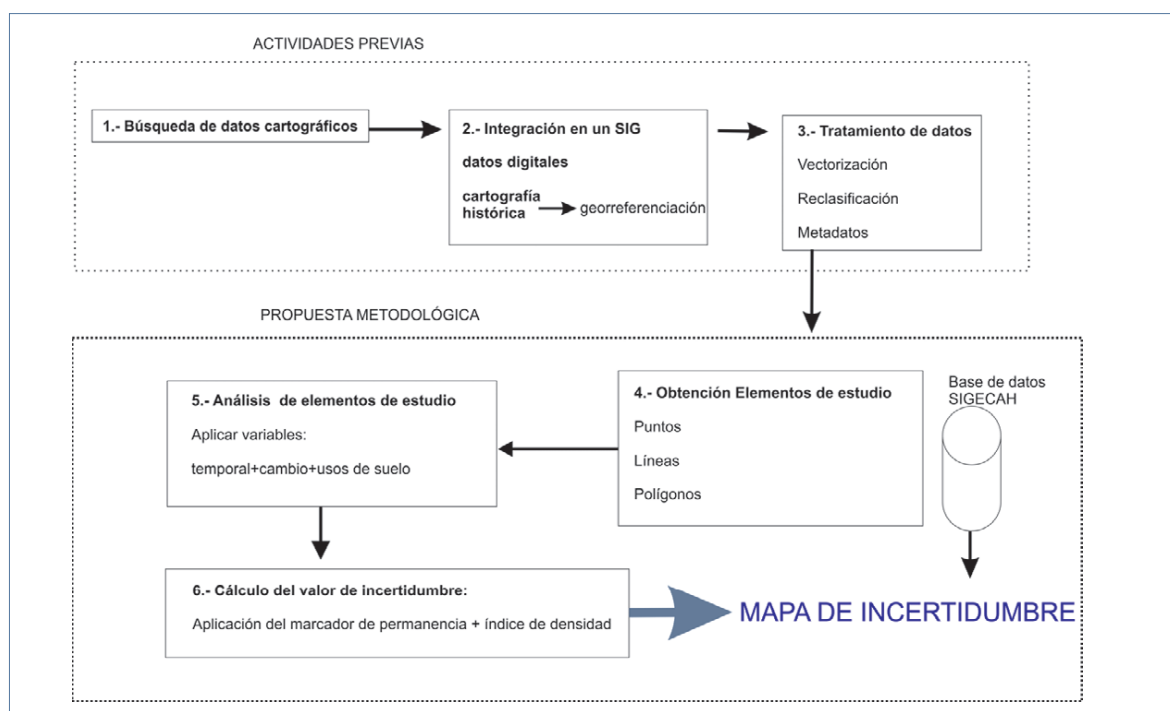 ACTIVIDADES PREVIAS
1.- Búsqueda de datos cartográficos
2.- Integración en un SIG
datos digitales
cartografía
histórica
georreferenciación
3.- Tratamiento de datos
Vectorización
Reclasificación
Metadatos
PROPUESTA METODOLÓGICA
4.- Obtención Elementos de estudio
Puntos
Líneas
Polígonos
Base de datos
SIGECAH
5.- Análisis de elementos de estudio
Aplicar variables:
temporal+cambio+usos de suelo
6.- Cálculo del valor de incertidumbre:
Aplicación del marcador de permanencia + índice de densidad
MAPA DE INCERTIDUMBRE